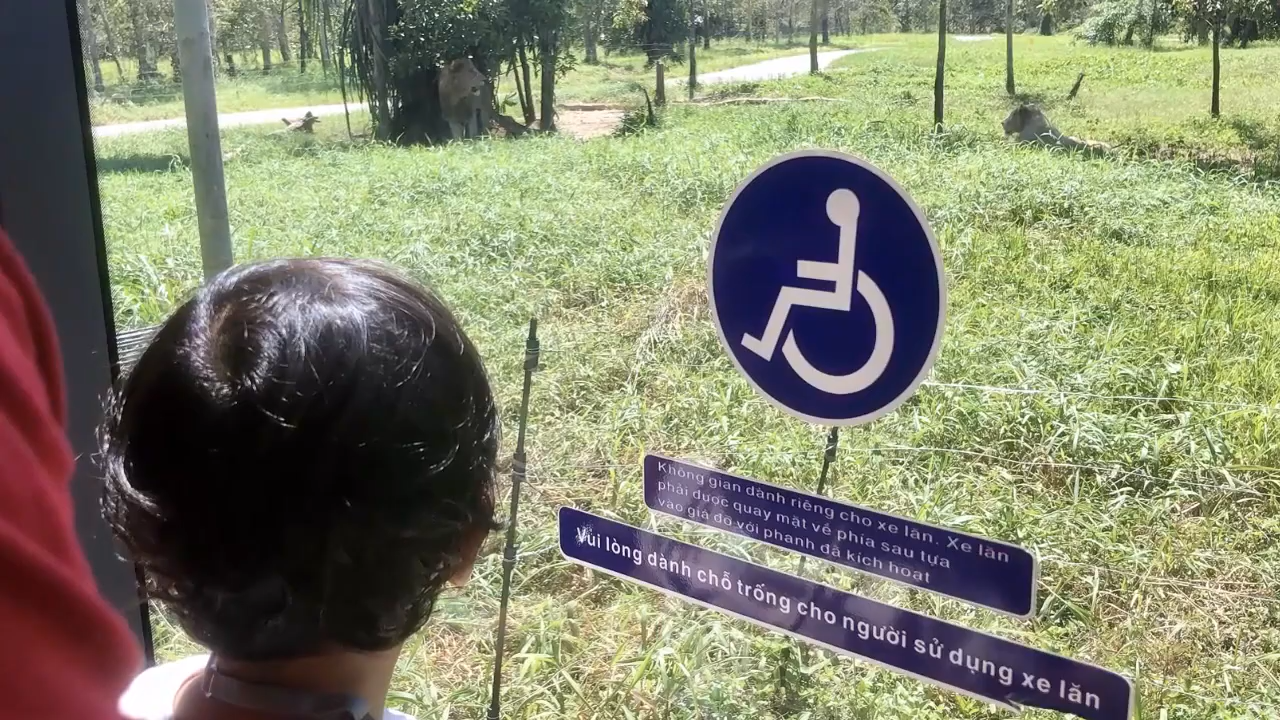 Không gian dành riêng cho xe lăn. Xe lăn
phải được quay mặt về phía sau tựa
vào giá đỡ với phanh đã kích hoạt
Vui lòng dành chỗ trống cho người sử dụng xe lăn